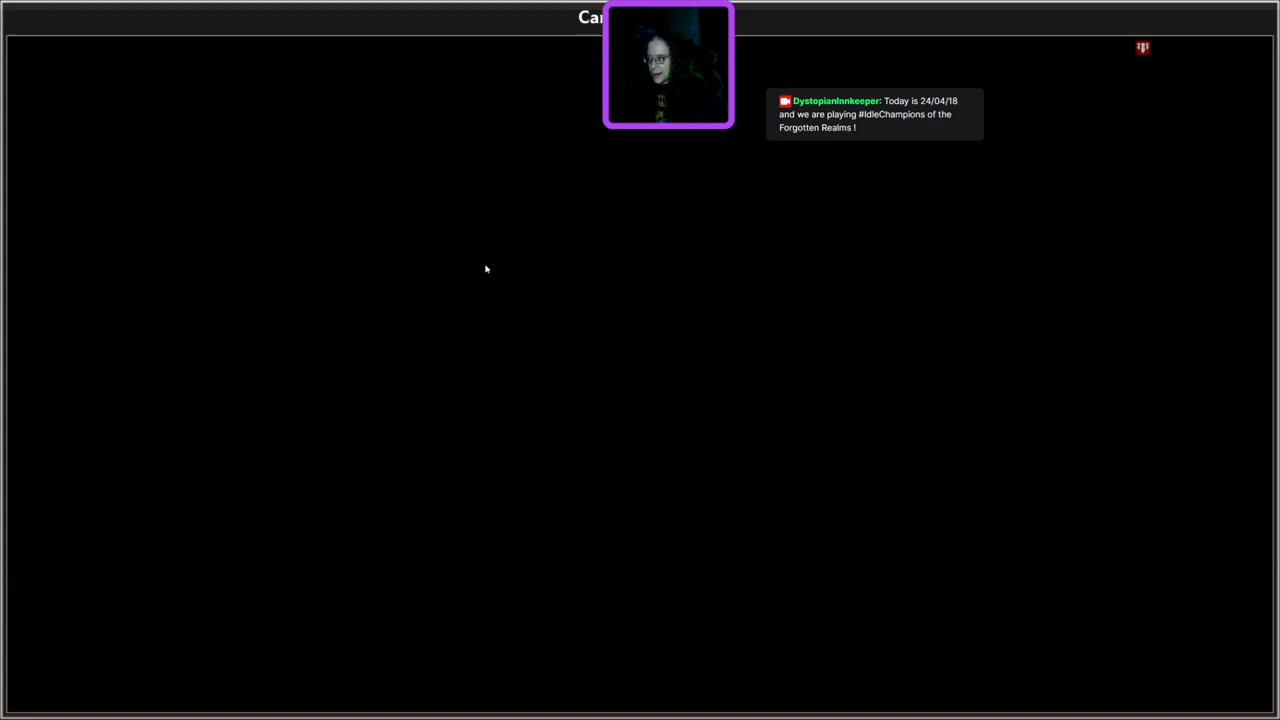 Ca
DystopianInnkeeper: Today is 24/04/18
and we are playing #IdleChampions of the
Forgotten Realms !